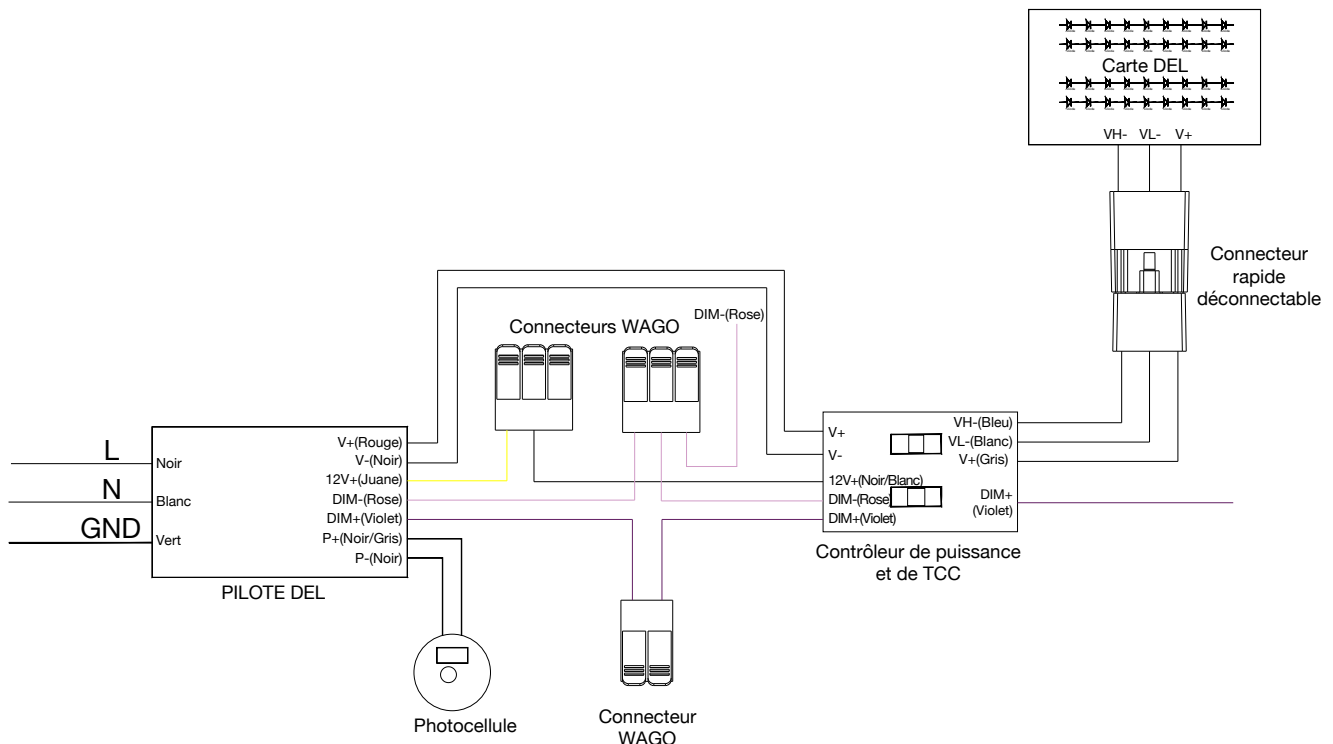 Carte DEL
VH- VL- V+
Connecteur
rapide
déconnectable
Connecteurs WAGO
DIM-(Rose)
L
N
GND
Noir
Blanc
Vert
V+(Rouge)
V-(Noir)
12V+(Juane)
DIM-(Rose)
DIM+(Violet)
P+(Noir/Gris)
P-(Noir)
PILOTE DEL
V+
V-
12V+(Noir/Blanc)
DIM-(Rose)
DIM+(Violet)
VH-(Bleu)
VL-(Blanc)
V+(Gris)
DIM+
(Violet)
Contrôleur de puissance
et de TCC
Photocellule
Connecteur
WAGO